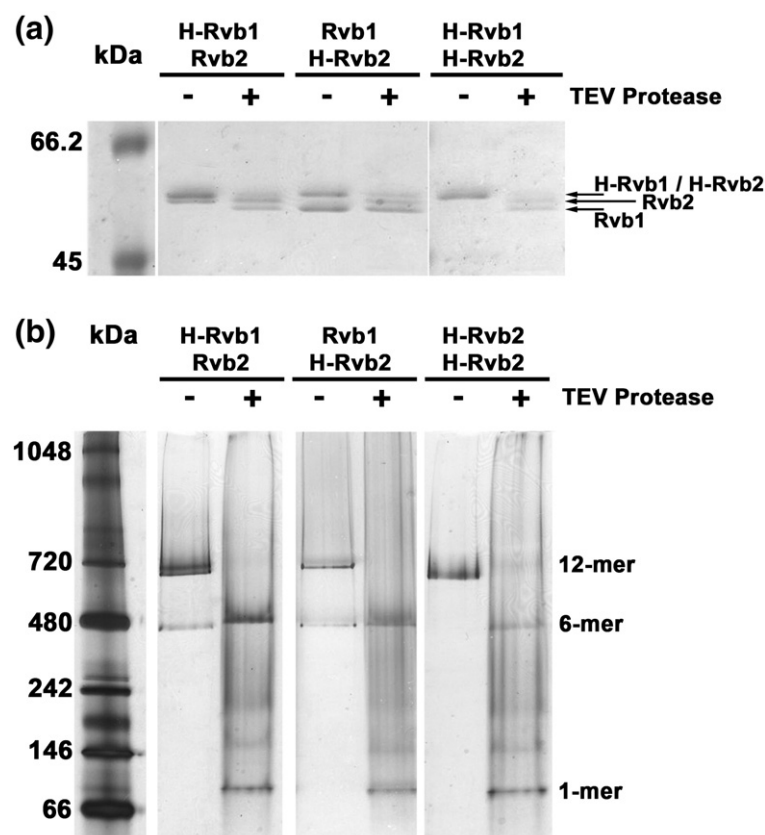 (a)
kDa
H-Rvb1 Rvb1 H-Rvb1
Rvb2 H-Rvb2 H-Rvb2
- + - + - + TEV Protease
66.2
H-Rvb1 / H-Rvb2
Rvb2
Rvb1
45
(b)
kDa
H-Rvb1 Rvb1 H-Rvb2
Rvb2 H-Rvb2 H-Rvb2
- + - + - + TEV Protease
1048
720 12-mer
480 6-mer
242
146
1-mer
66